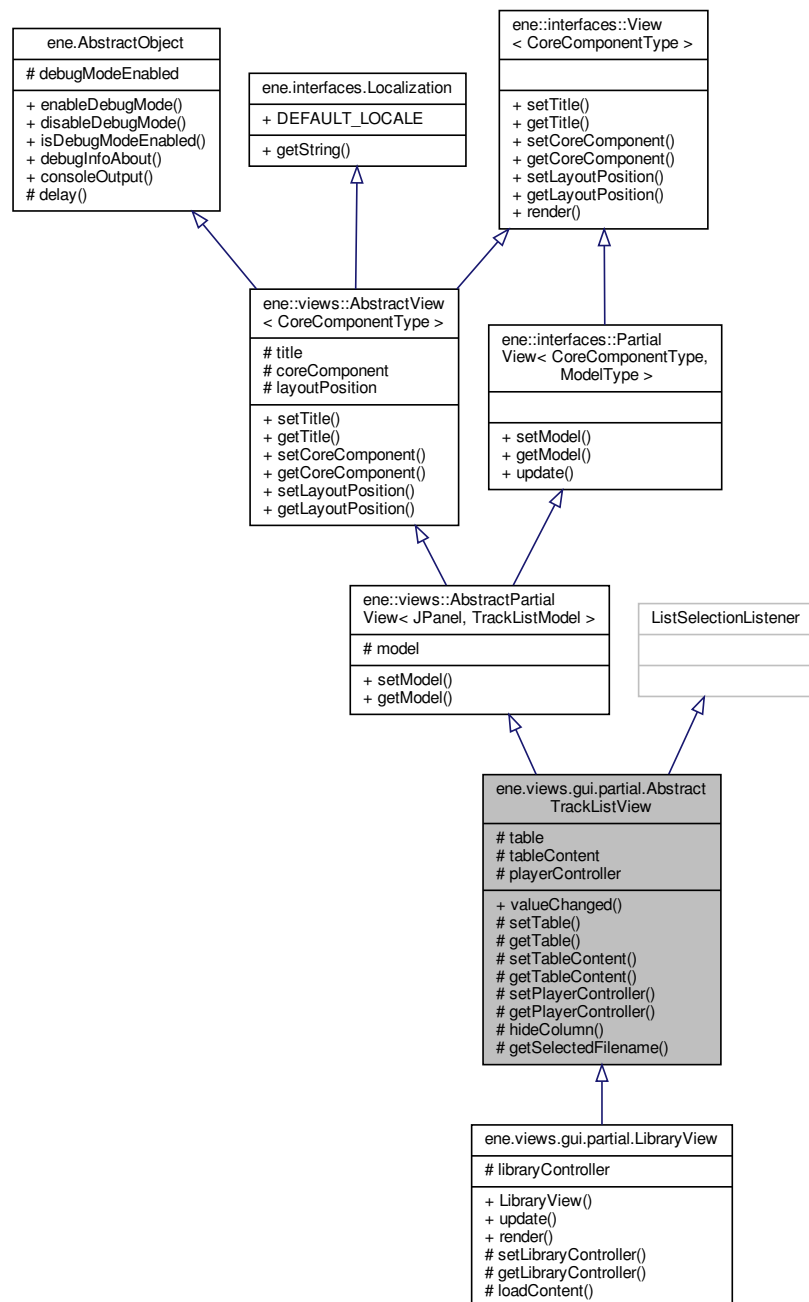 ene.AbstractObject
# debugModeEnabled
+ enableDebugMode()
+ disableDebugMode()
+ isDebugModeEnabled()
+ debugInfoAbout()
+ consoleOutput()
# delay()
ene.interfaces.Localization
+ DEFAULT_LOCALE
+ getString()
ene::interfaces::View
< CoreComponentType >
+ setTitle()
+ getTitle()
+ setCoreComponent()
+ getCoreComponent()
+ setLayoutPosition()
+ getLayoutPosition()
+ render()
ene::views::AbstractView
< CoreComponentType >
# title
# coreComponent
# layoutPosition
+ setTitle()
+ getTitle()
+ setCoreComponent()
+ getCoreComponent()
+ setLayoutPosition()
+ getLayoutPosition()
ene::interfaces::Partial
View< CoreComponentType,
ModelType >
+ setModel()
+ getModel()
+ update()
ene::views::AbstractPartial
View< JPanel, TrackListModel >
# model
+ setModel()
+ getModel()
ListSelectionListener
ene.views.gui.partial.Abstract
TrackListView
# table
# tableContent
# playerController
+ valueChanged()
# setTable()
# getTable()
# setTableContent()
# getTableContent()
# setPlayerController()
# getPlayerController()
# hideColumn()
# getSelectedFilename()
ene.views.gui.partial.LibraryView
# libraryController
+ LibraryView()
+ update()
+ render()
# setLibraryController()
# getLibraryController()
# loadContent()